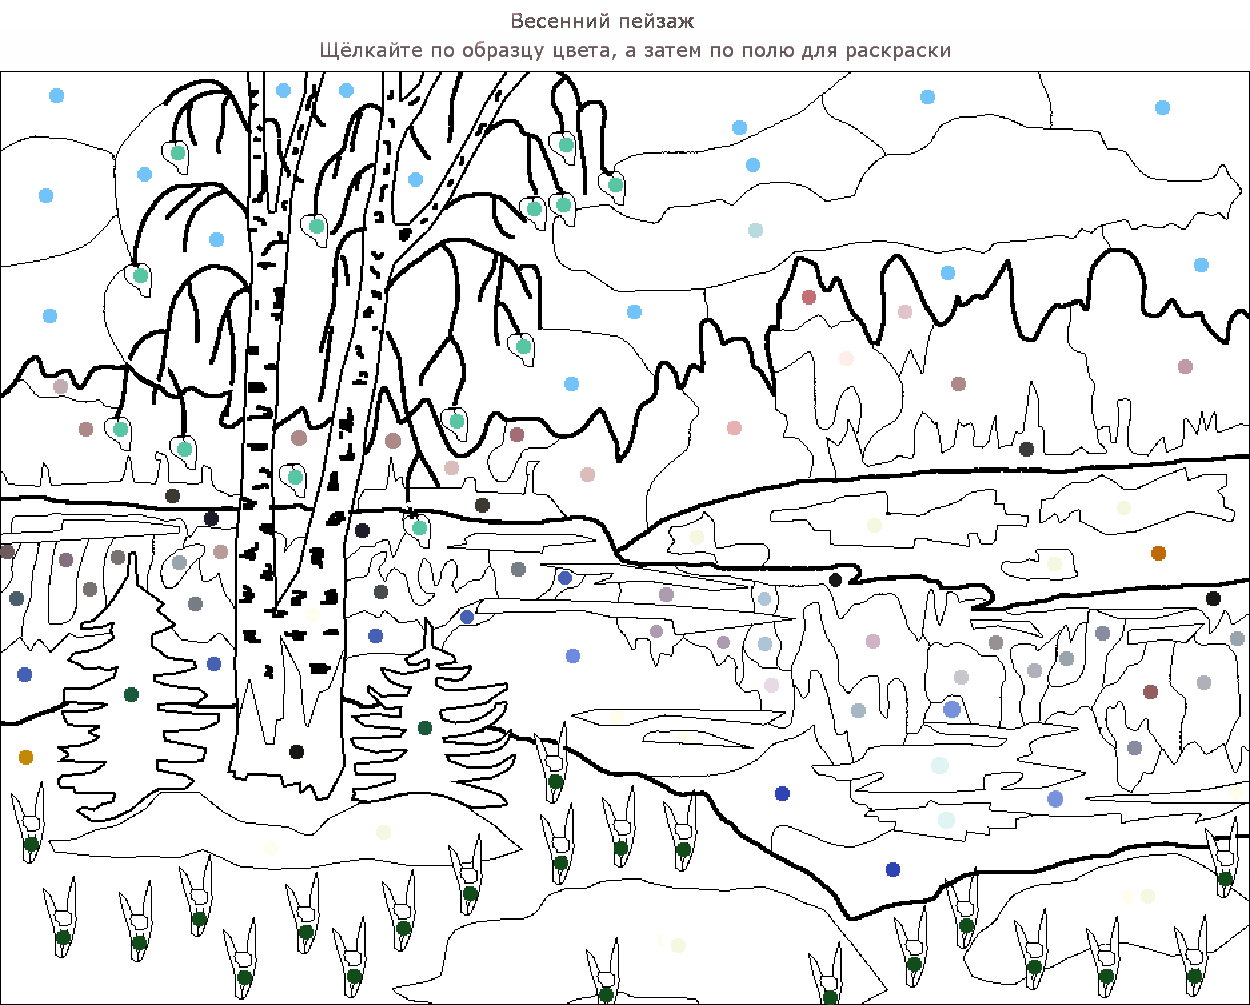 Весенний пейзаж
Щёлкайте по образцу цвета, а затем по полю для раскраски